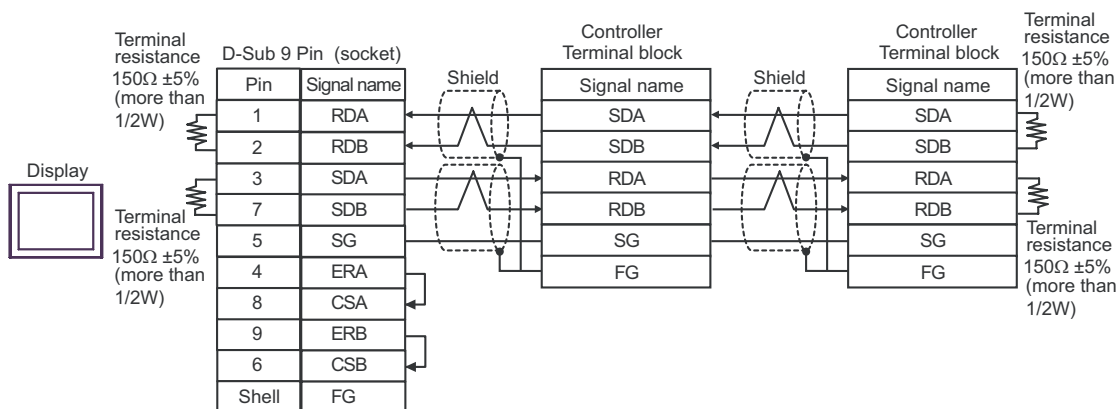 Terminal
resistance
150Ω ±5%
(more than
1/2W)
D-Sub 9 Pin (socket)
Pin Signal name
1 RDA
2 RDB
3 SDA
7 SDB
5 SG
4 ERA
8 CSA
9 ERB
6 CSB
Shell FG
Display
Terminal
resistance
150Ω ±5%
(more than
1/2W)
Shield
Controller
Terminal block
Signal name
SDA
SDB
RDA
RDB
SG
FG
Shield
Controller
Terminal block
Signal name
SDA
SDB
RDA
RDB
SG
FG
Terminal
resistance
150Ω ±5%
(more than
1/2W)
Terminal
resistance
150Ω ±5%
(more than
1/2W)